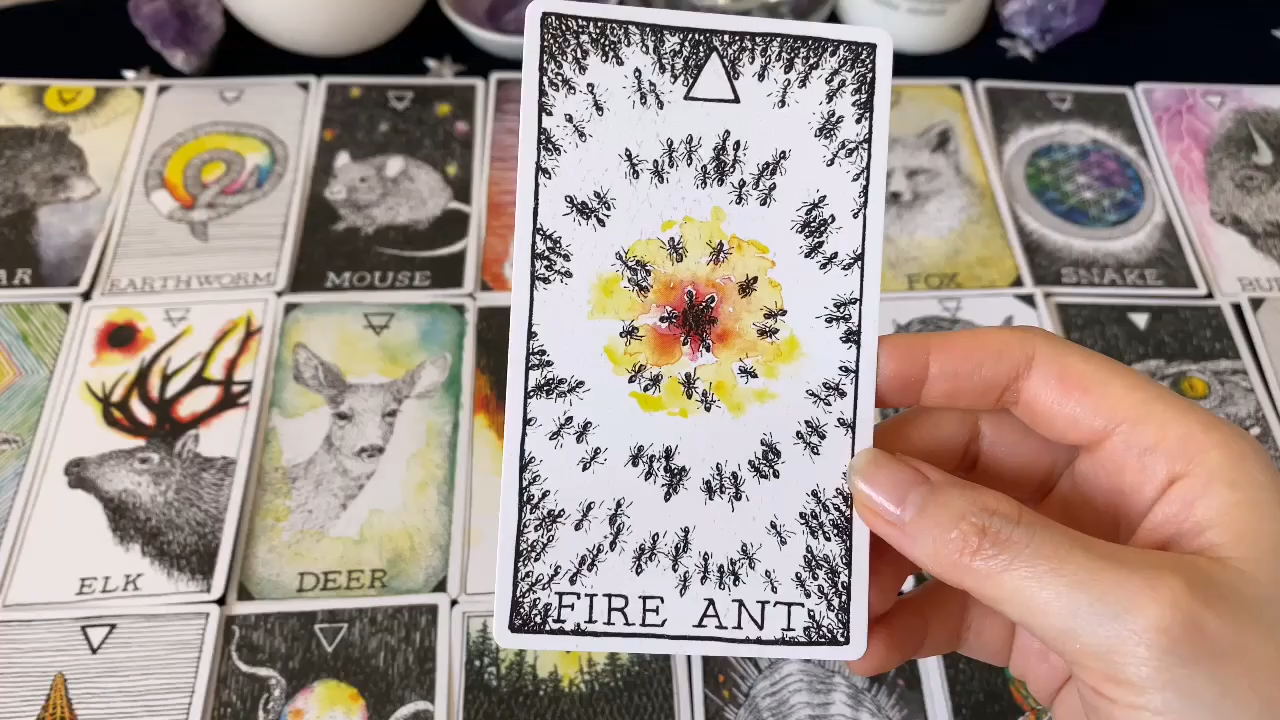 EARTHWORM
MOUSE
FOX
SNAKE
ELK
DEER
FIRE ANT